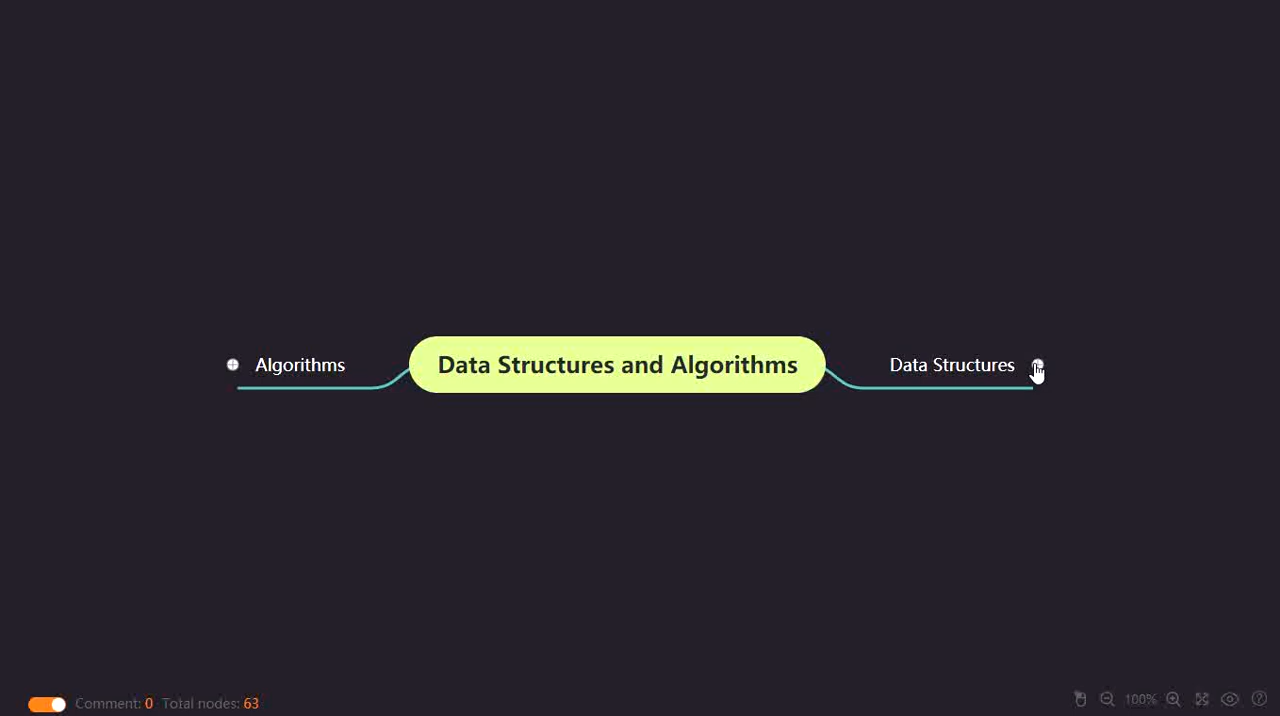 Algorithms
Data Structures and Algorithms
Data Structures
Comment: 0 Total nodes: 63
100%